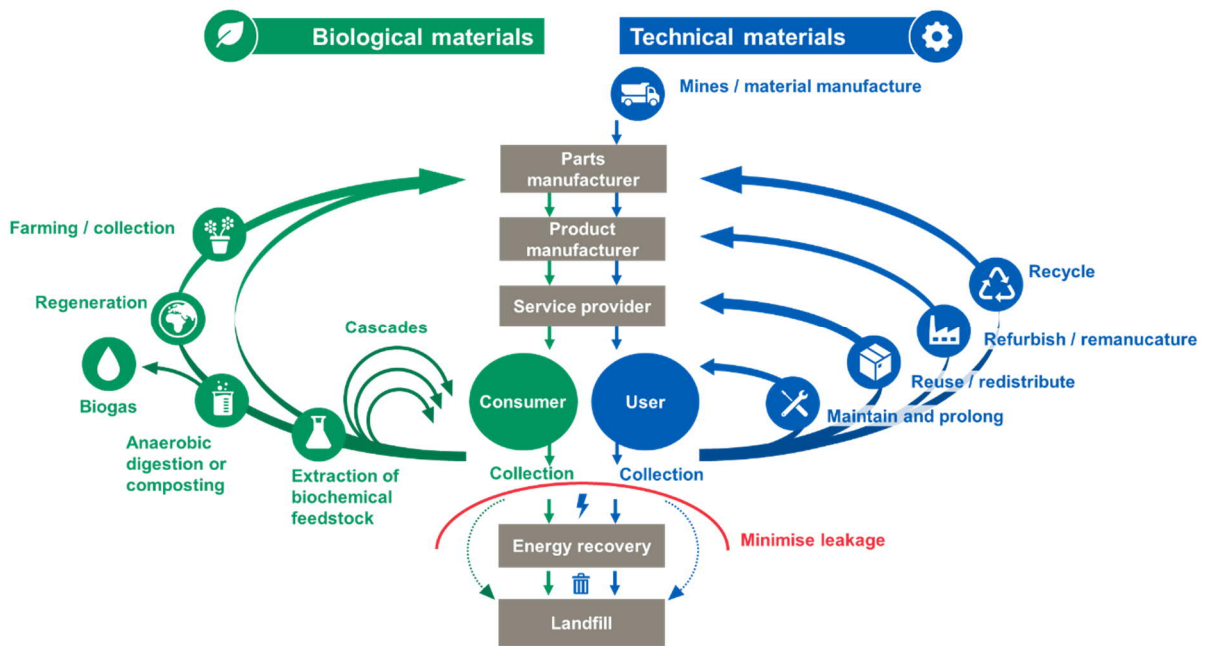 Biological materials
Technical materials
Mines / material manufacture
Parts
manufacturer
Farming / collection
Product
manufacturer
Recycle
Regeneration
Service provider
Cascades
Refurbish / remanucature
Biogas
Consumer
User
Reuse / redistribute
Maintain and prolong
Anaerobic
digestion or
composting
Extraction of
biochemical
feedstock
Collection
Collection
Energy recovery
Minimise leakage
Landfill